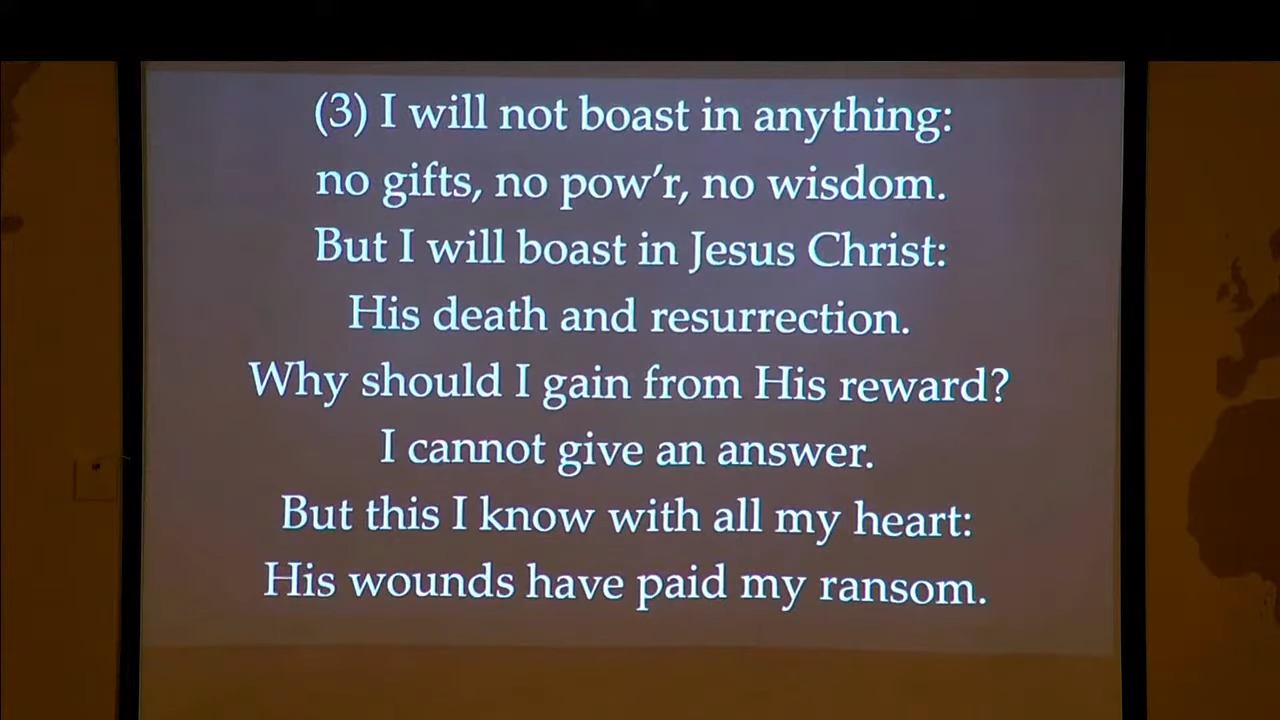 (3) I will not boast in anything:
no gifts, no pow’r, no wisdom.
But I will boast in Jesus Christ:
His death and resurrection.
Why should I gain from His reward?
I cannot give an answer.
But this I know with all my heart:
His wounds have paid my ransom.